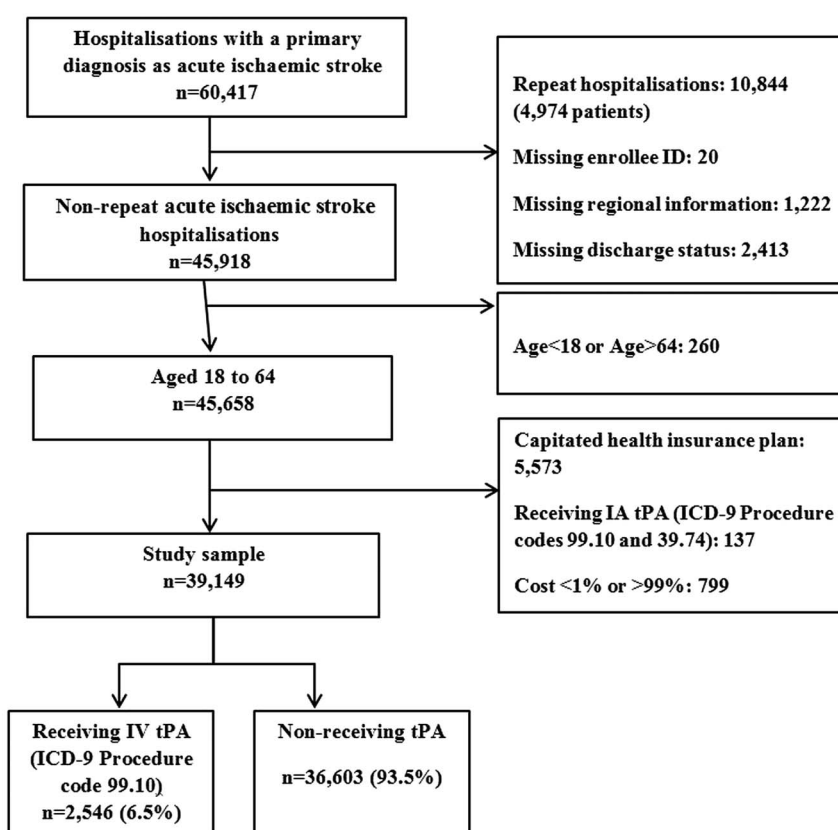 Hospitalisations with a primary
diagnosis as acute ischaemic stroke
n=60,417
Repeat hospitalisations: 10,844
(4,974 patients)
Missing enrollee ID: 20
Missing regional information: 1,222
Missing discharge status: 2,413
Non-repeat acute ischaemic stroke
hospitalisations
n=45,918
Age<18 or Age>64: 260
Aged 18 to 64
n=45,658
Capitated health insurance plan:
5,573
Receiving IA tPA (ICD-9 Procedure
codes 99.10 and 39.74): 137
Cost <1% or >99%: 799
Study sample
n=39,149
Receiving IV tPA
(ICD-9 Procedure
code 99.10)
n=2,546 (6.5%)
Non-receiving tPA
n=36,603 (93.5%)